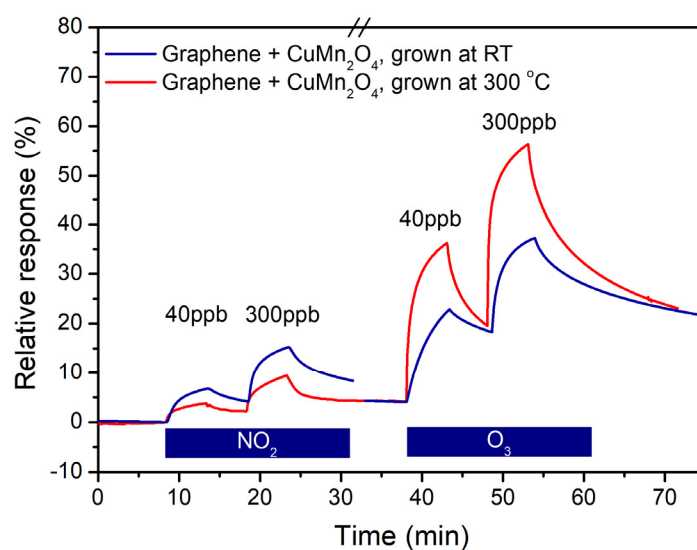 80
70
60
50
40
30
20
10
0
-10
Relative response (%)
Graphene + CuMn₂O₄, grown at RT
Graphene + CuMn₂O₄, grown at 300 °C
40ppb
300ppb
40ppb
300ppb
NO₂
O₃
0 10 20 30 40 50 60 70
Time (min)